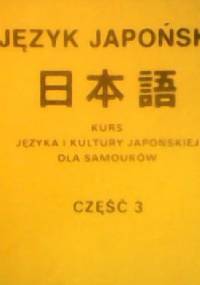 JĘZYK JAPOŃSK
日本語
KURS
JĘZYKA I KULTURY JAPOŃSKIEJ
DLA SAMOUKÓW
CZĘŚĆ 3